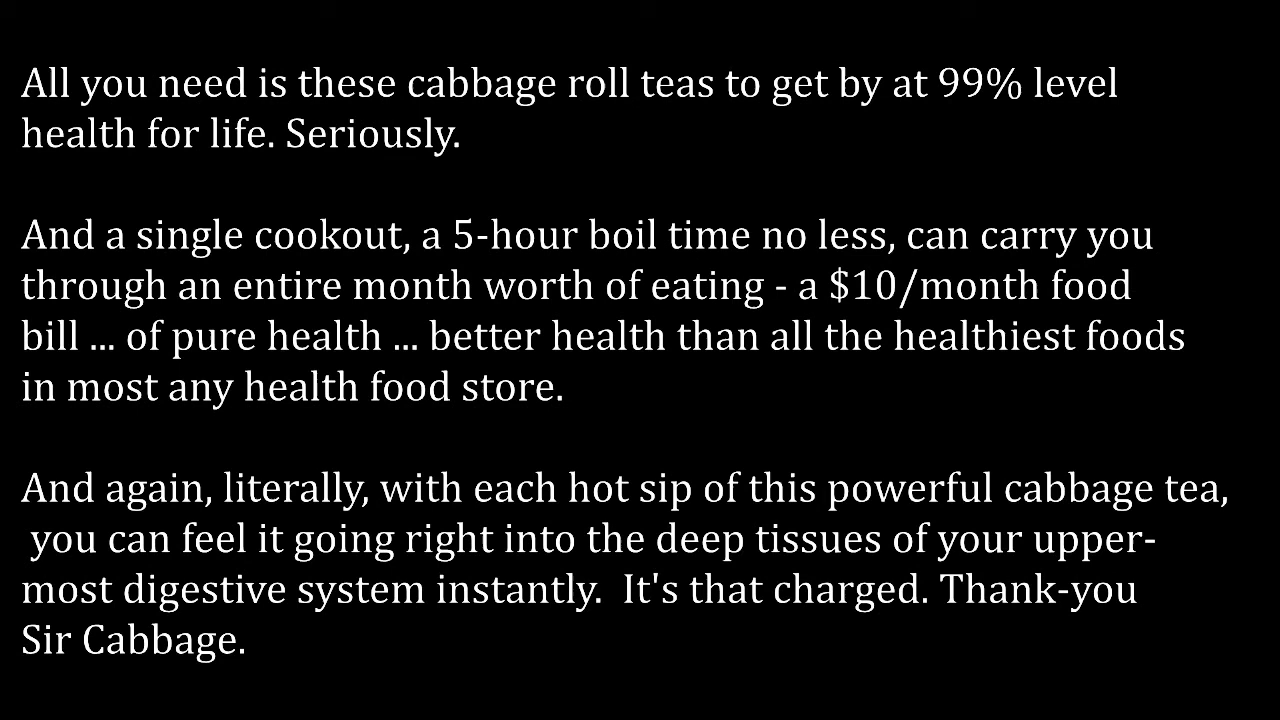 All you need is these cabbage roll teas to get by at 99% level
health for life. Seriously.
And a single cookout, a 5-hour boil time no less, can carry you
through an entire month worth of eating - a $10/month food
bill ... of pure health ... better health than all the healthiest foods
in most any health food store.
And again, literally, with each hot sip of this powerful cabbage tea,
you can feel it going right into the deep tissues of your upper-
most digestive system instantly.  It's that charged. Thank-you
Sir Cabbage.